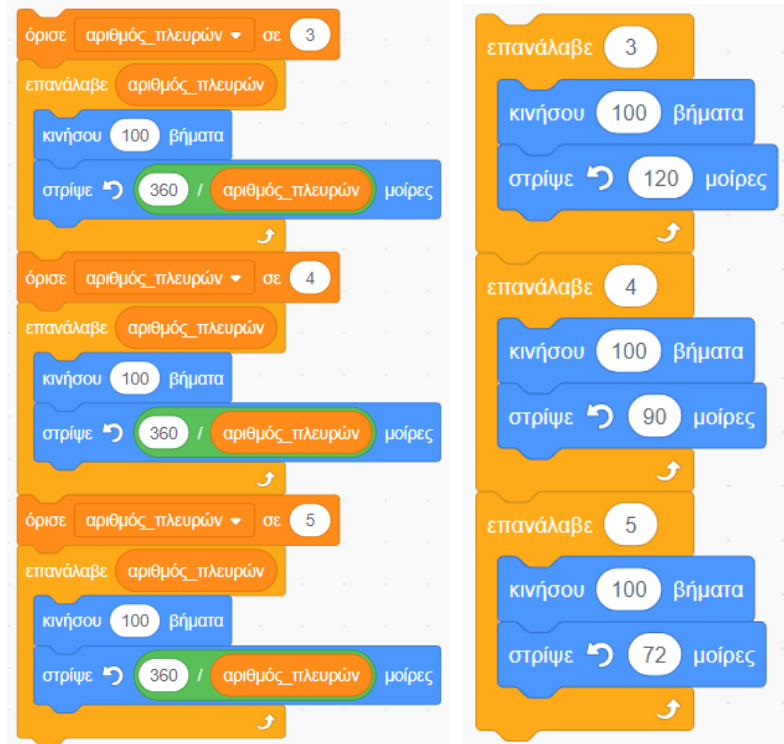 όρισε αριθμός_πλευρών σε 3
επανάλαβε αριθμός_πλευρών
κινήσου 100 βήματα
στρίψε 360 / αριθμός_πλευρών μοίρες
όρισε αριθμός_πλευρών σε 4
επανάλαβε αριθμός_πλευρών
κινήσου 100 βήματα
στρίψε 360 / αριθμός_πλευρών μοίρες
όρισε αριθμός_πλευρών σε 5
επανάλαβε αριθμός_πλευρών
κινήσου 100 βήματα
στρίψε 360 / αριθμός_πλευρών μοίρες
επανάλαβε 3
κινήσου 100 βήματα
στρίψε 120 μοίρες
επανάλαβε 4
κινήσου 100 βήματα
στρίψε 90 μοίρες
επανάλαβε 5
κινήσου 100 βήματα
στρίψε 72 μοίρες